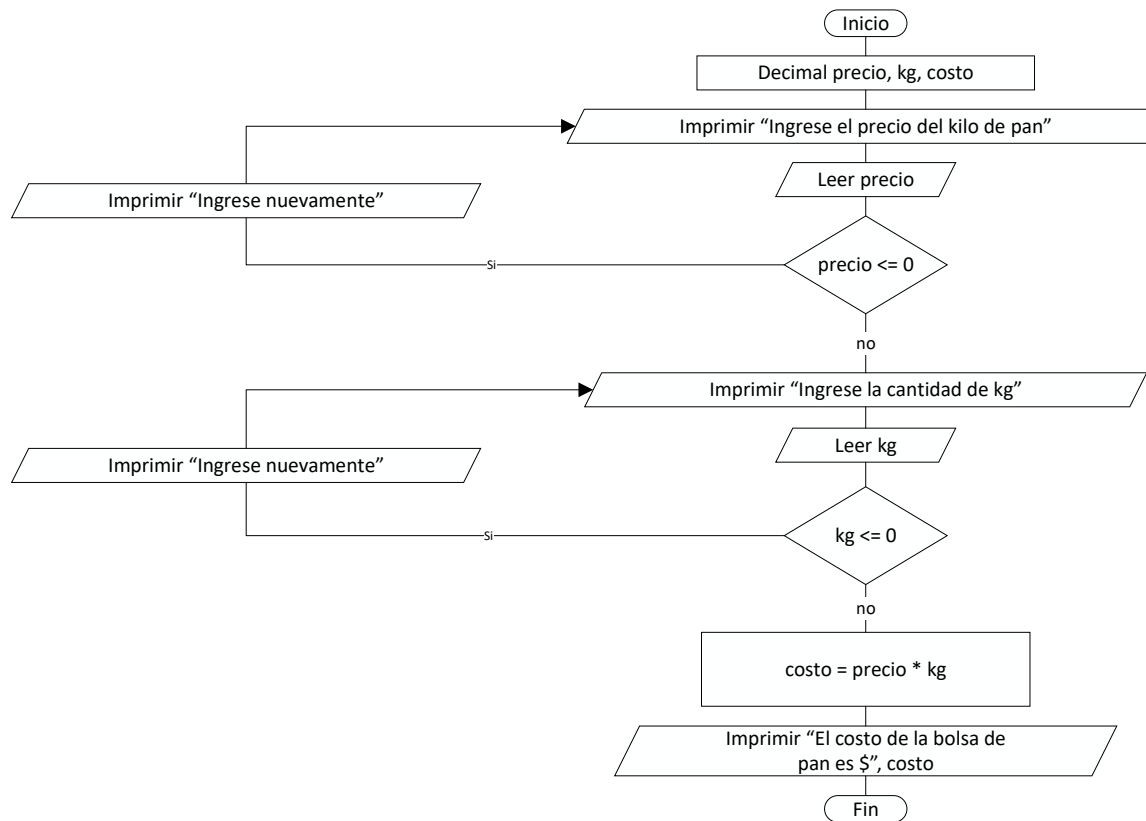 Inicio
Decimal precio, kg, costo
Imprimir “Ingrese el precio del kilo de pan”
Leer precio
Imprimir “Ingrese nuevamente”
Si
precio <= 0
no
Imprimir “Ingrese la cantidad de kg”
Leer kg
Imprimir “Ingrese nuevamente”
Si
kg <= 0
no
costo = precio * kg
Imprimir “El costo de la bolsa de
pan es $”, costo
Fin